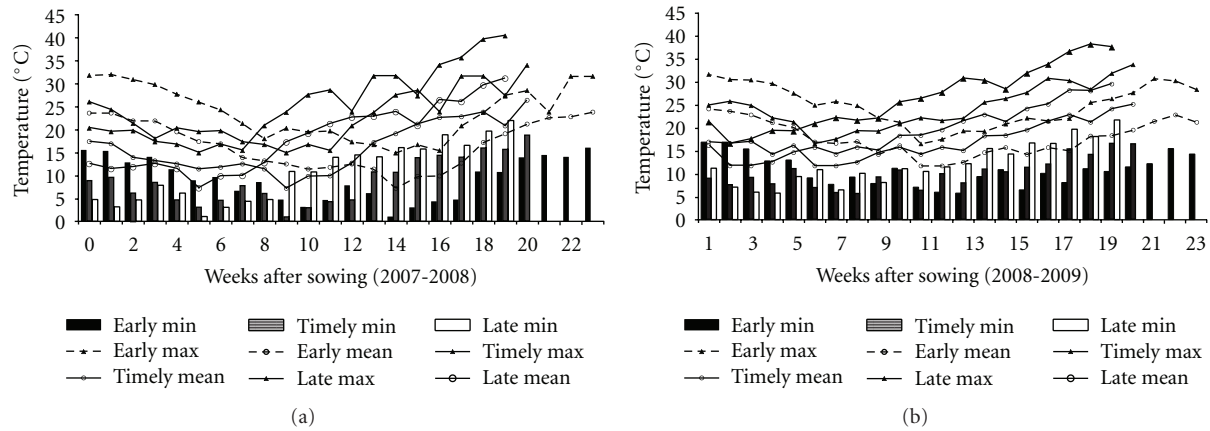 45
40
35
30
25
20
15
10
5
0
Temperature (°C)
0 2 4 6 8 10 12 14 16 18 20 22
Weeks after sowing (2007-2008)
Early min Timely min Late min
Early max Early mean Timely max
Timely mean Late max Late mean
(a)
45
40
35
30
25
20
15
10
5
0
Temperature (°C)
1 3 5 7 9 11 13 15 17 19 21 23
Weeks after sowing (2008-2009)
Early min Timely min Late min
Early max Early mean Timely max
Timely mean Late max Late mean
(b)